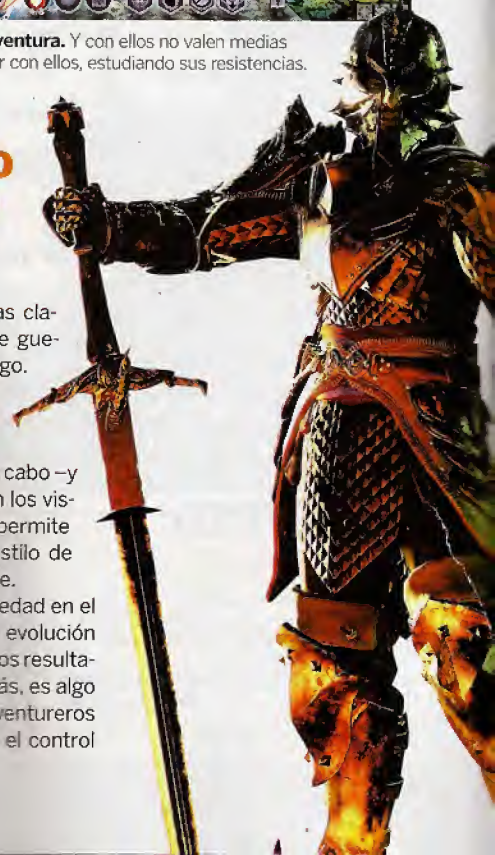 ventura. Y con ellos no valen medias
r con ellos, estudiando sus resistencias.
o
as cla-
e gue-
go.
cabo –y
n los vis-
permite
stilo de
e.
edad en el
evolución
os resulta-
ás, es algo
ventureros
el control